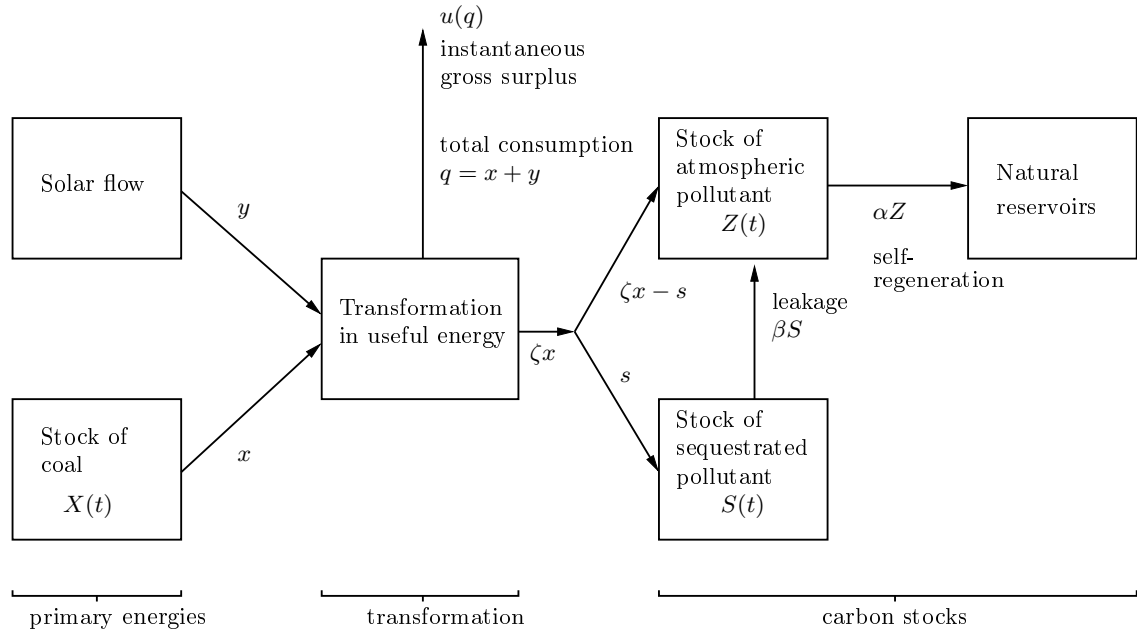 u(q)
instantaneous
gross surplus
total consumption
q = x + y
Solar flow
y
Stock of
atmospheric
pollutant
Z(t)
αZ
self-
regeneration
Natural
reservoirs
Transformation
in useful energy
ζx
ζx − s
s
leakage
βS
Stock of
coal
X(t)
x
Stock of
sequestrated
pollutant
S(t)
primary energies
transformation
carbon stocks